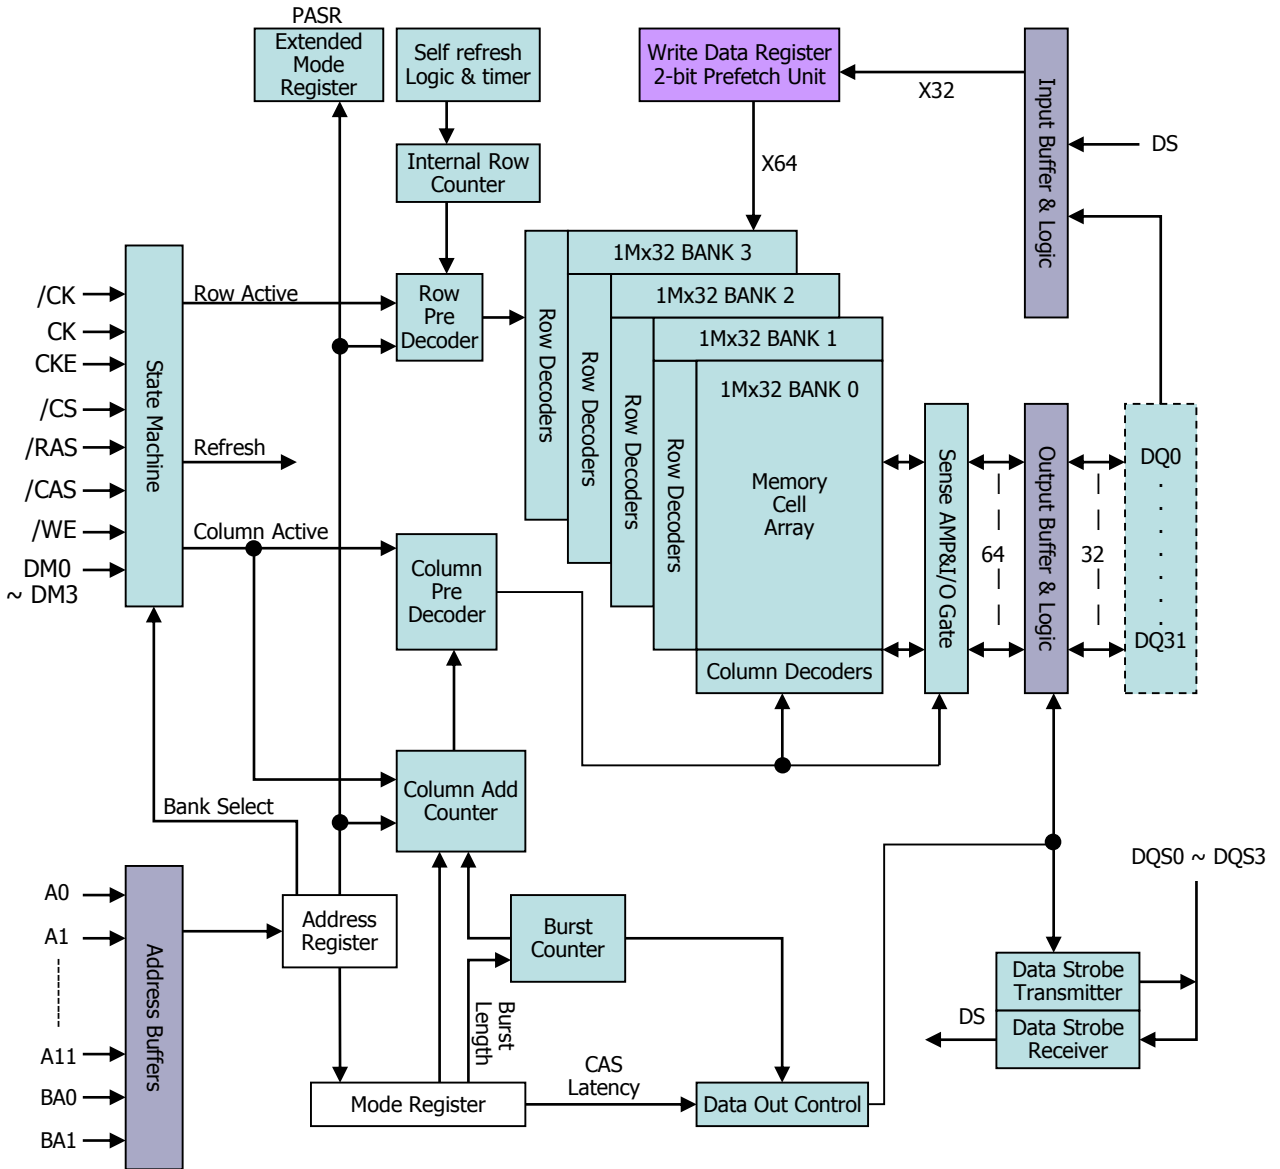 PASR
Extended
Mode
Register
Self refresh
Logic & timer
Write Data Register
2-bit Prefetch Unit
X32
Input Buffer & Logic
DS
Internal Row
Counter
X64
1Mx32 BANK 3
1Mx32 BANK 2
1Mx32 BANK 1
1Mx32 BANK 0
Row Decoders
Row Decoders
Row Decoders
Row Decoders
Memory
Cell
Array
Column Decoders
Row
Pre
Decoder
/CK
CK
CKE
/CS
/RAS
/CAS
/WE
DM0
~ DM3
State Machine
Row Active
Refresh
Column Active
Column
Pre
Decoder
Sense AMP&I/O Gate
64
Output Buffer & Logic
32
DQ0
.
.
.
.
.
.
.
DQ31
Bank Select
Column Add
Counter
A0
A1
A11
BA0
BA1
Address Buffers
Address
Register
Burst
Counter
Burst
Length
Mode Register
CAS
Latency
Data Out Control
DQS0 ~ DQS3
Data Strobe
Transmitter
DS
Data Strobe
Receiver